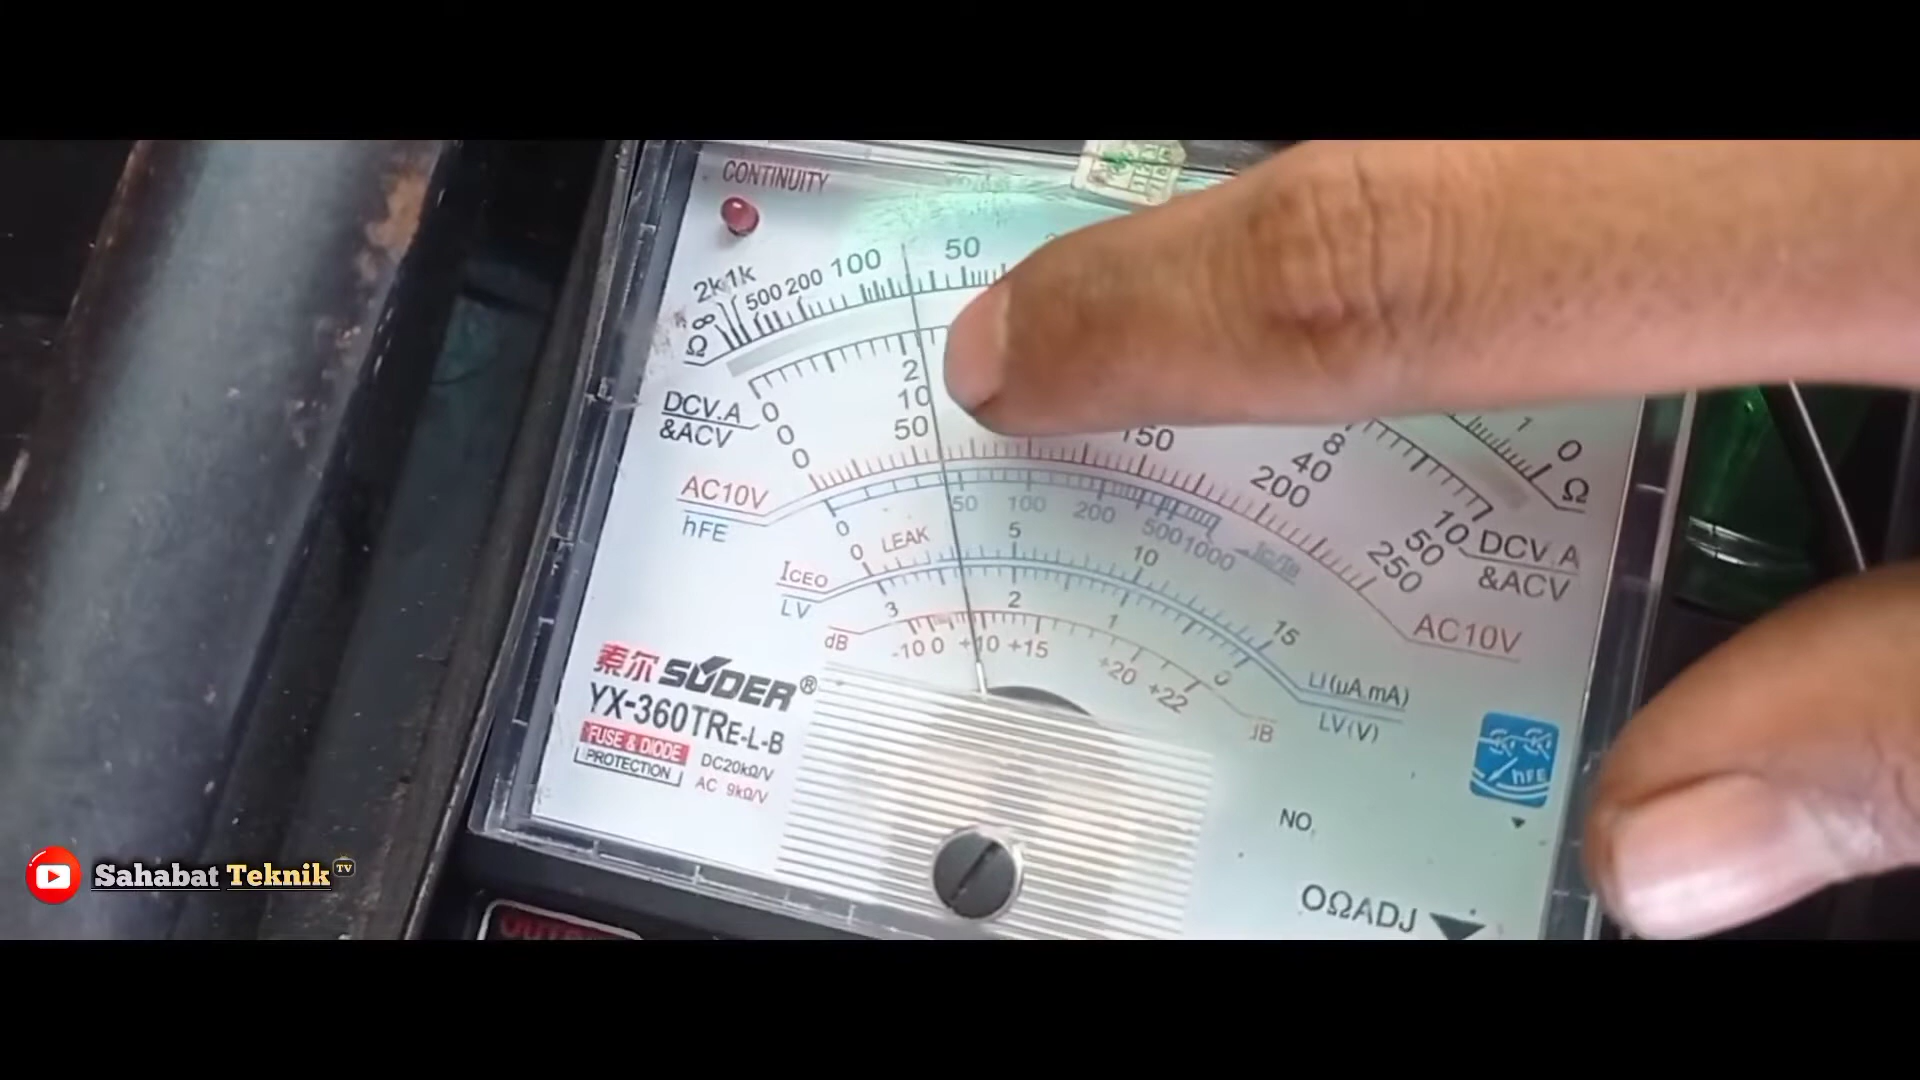 CONTINUITY
2k 1k 500 200 100 50
∞
Ω
1 0
Ω
DCV.A
&ACV
0 2 8 10
0 10 40 50
0 50 150 200 250
DCV.A
&ACV
AC10V
AC10V
hFE
0 50 100 200 500 1000
Ic/Ib
0 LEAK 5 10 15
ICEO
LV
LI(μA.mA)
LV(V)
3 2 1 0
dB
-10 0 +10 +15 +20 +22
dB
索尔 SUDER®
YX-360TRE-L-B
FUSE & DIODE
PROTECTION
DC20kΩ/V
AC 9kΩ/V
hFE
NO.
0ΩADJ
Sahabat Teknik TV